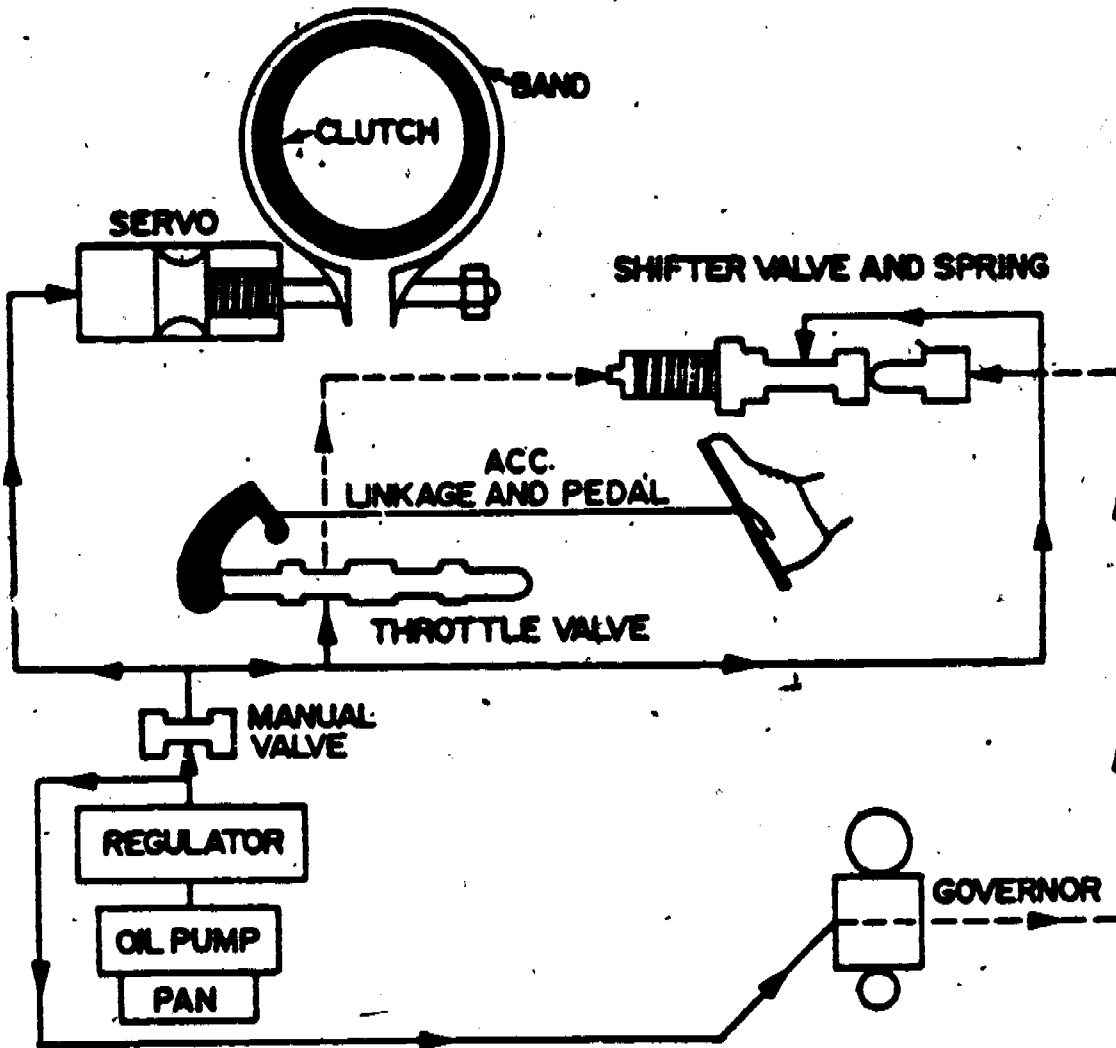 BAND
CLUTCH
SERVO
SHIFTER VALVE AND SPRING
ACC.
LINKAGE AND PEDAL
THROTTLE VALVE
MANUAL
VALVE
REGULATOR
GOVERNOR
OIL PUMP
PAN